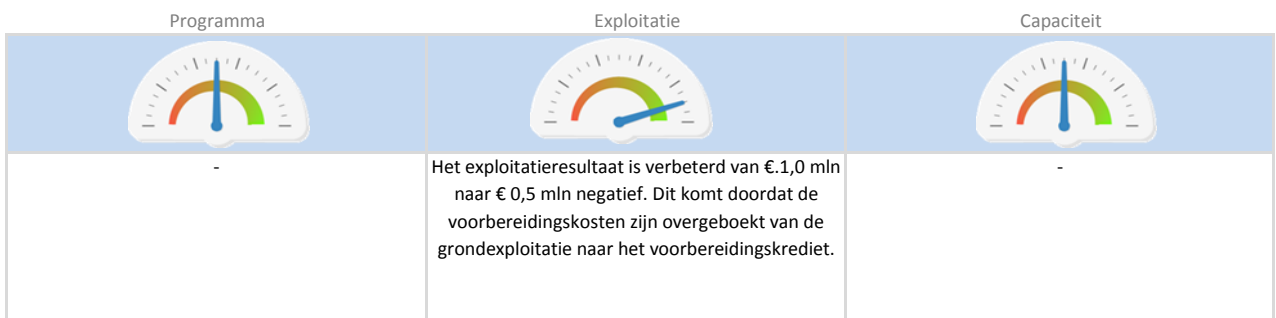 Programma
Exploitatie
Capaciteit
-
Het exploitatieresultaat is verbeterd van €.1,0 mln
naar € 0,5 mln negatief. Dit komt doordat de
voorbereidingskosten zijn overgeboekt van de
grondexploitatie naar het voorbereidingskrediet.
-